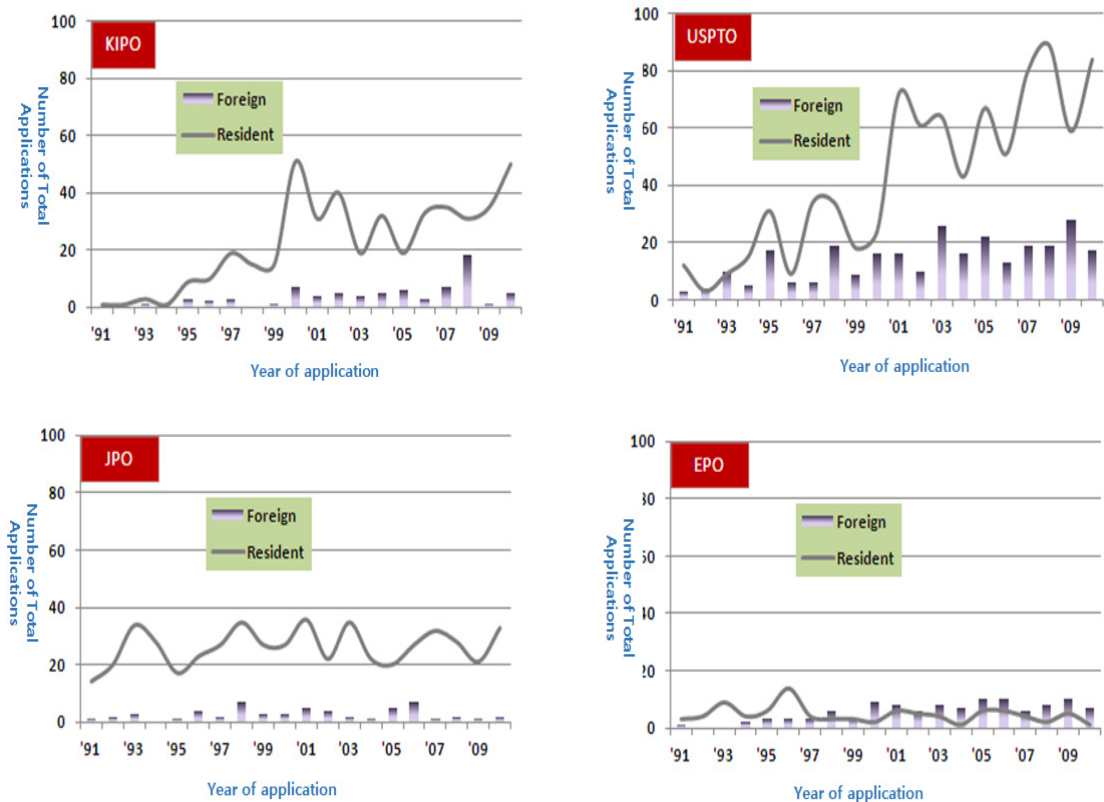 KIPO
Number of Total
Applications
100
80
60
40
20
0
Foreign
Resident
'91 '93 '95 '97 '99 '01 '03 '05 '07 '09
Year of application
USPTO
Number of Total
Applications
100
80
60
40
20
0
Foreign
Resident
'91 '93 '95 '97 '99 '01 '03 '05 '07 '09
Year of application
JPO
Number of Total
Applications
100
80
60
40
20
0
Foreign
Resident
'91 '93 '95 '97 '99 '01 '03 '05 '07 '09
Year of application
EPO
Number of Total
Applications
100
80
60
40
20
0
Foreign
Resident
'91 '93 '95 '97 '99 '01 '03 '05 '07 '09
Year of application